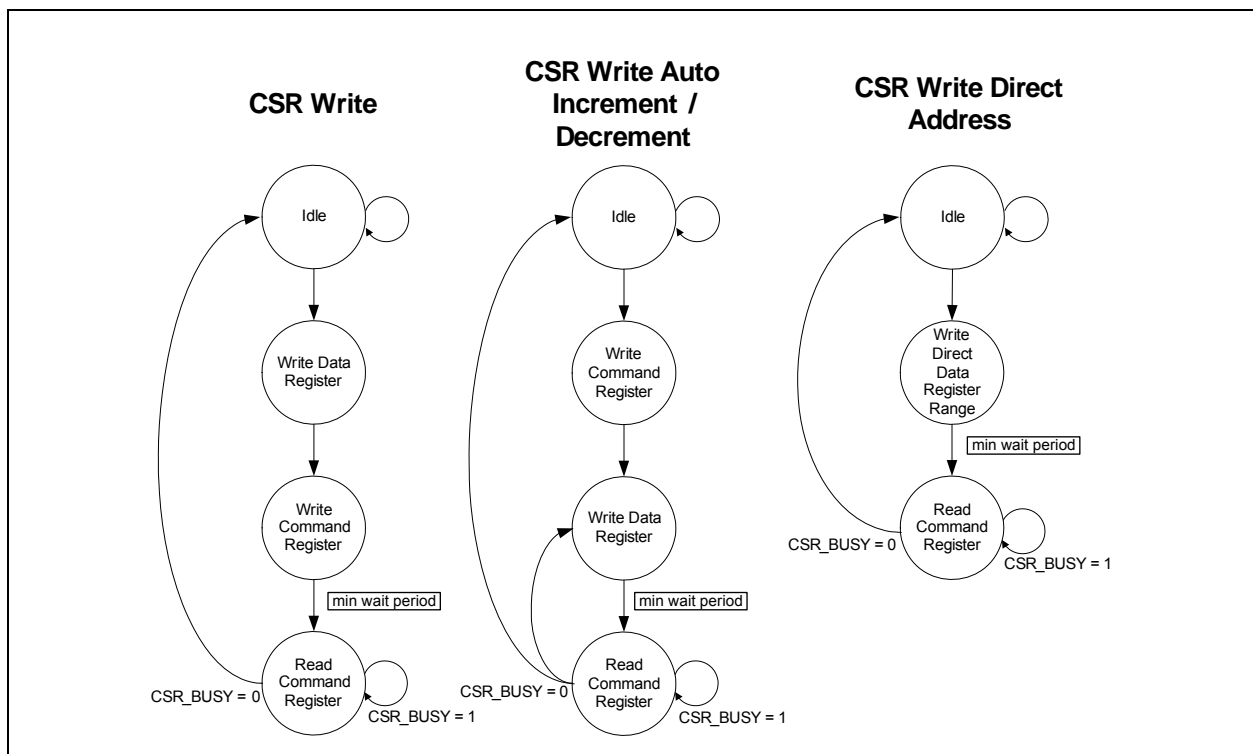 CSR Write
Idle
Write Data
Register
Write
Command
Register
min wait period
Read
Command
Register
CSR_BUSY = 0
CSR_BUSY = 1
CSR Write Auto
Increment /
Decrement
Idle
Write
Command
Register
Write Data
Register
min wait period
Read
Command
Register
CSR_BUSY = 0
CSR_BUSY = 1
CSR Write Direct
Address
Idle
Write
Direct
Data
Register
Range
min wait period
Read
Command
Register
CSR_BUSY = 0
CSR_BUSY = 1